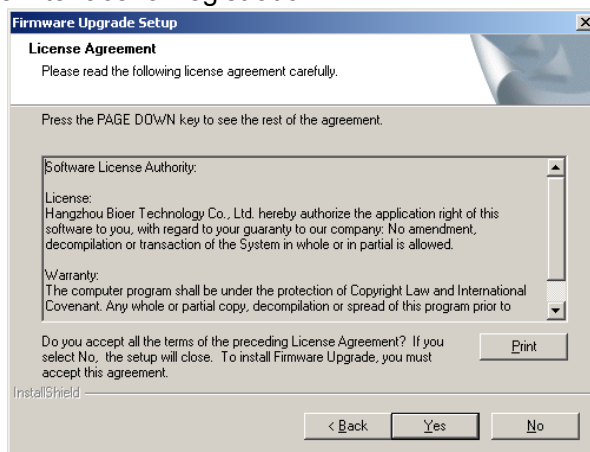 Firmware Upgrade Setup
License Agreement
Please read the following license agreement carefully.
Press the PAGE DOWN key to see the rest of the agreement.
Software License Authority:
License:
Hangzhou Bioer Technology Co., Ltd. hereby authorize the application right of this
software to you, with regard to your guaranty to our company: No amendment,
decompilation or transaction of the System in whole or in partial is allowed.
Warranty:
The computer program shall be under the protection of Copyright Law and International
Covenant. Any whole or partial copy, decompilation or spread of this program prior to
Do you accept all the terms of the preceding License Agreement? If you
select No, the setup will close. To install Firmware Upgrade, you must
accept this agreement.
Print
InstallShield
< Back
Yes
No